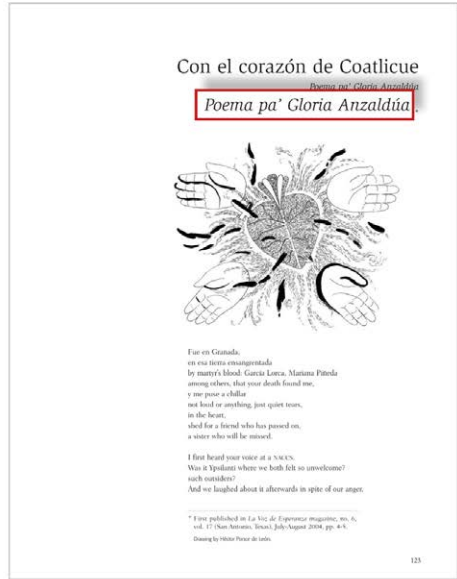 Con el corazón de Coatlicue
Poema pa' Gloria Anzaldúa
Poema pa' Gloria Anzaldúa *
Fue en Granada,
en esa tierra ensangrentada
by martyr's blood: García Lorca, Mariana Piñeda
among others, that your death found me,
y me puse a chillar
not loud or anything, just quiet tears,
in the heart,
shed for a friend who has passed on,
a sister who will be missed.
I first heard your voice at a NACCS.
Was it Ypsilanti where we both felt so unwelcome?
such outsiders?
And we laughed about it afterwards in spite of our anger.
* First published in La Voz de Esperanza magazine, no. 6,
vol. 17 (San Antonio, Texas), July-August 2004, pp. 4-5.
Drawing by Héctor Ponce de León.
123